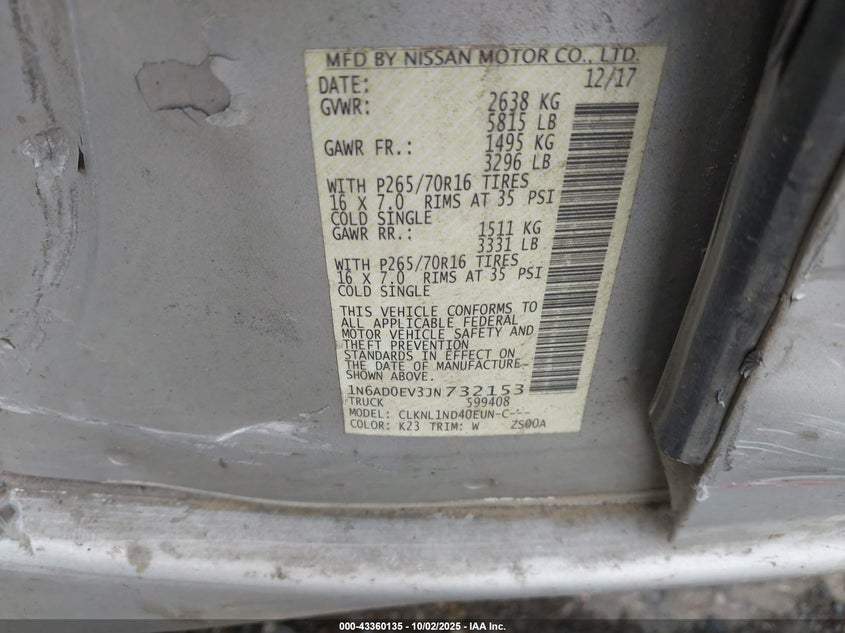 MFD BY NISSAN MOTOR CO., LTD.
DATE: 12/17
GVWR: 2638 KG
5815 LB
GAWR FR.: 1495 KG
3296 LB
WITH P265/70R16 TIRES
16 X 7.0 RIMS AT 35 PSI
COLD SINGLE
GAWR RR.: 1511 KG
3331 LB
WITH P265/70R16 TIRES
16 X 7.0 RIMS AT 35 PSI
COLD SINGLE
THIS VEHICLE CONFORMS TO
ALL APPLICABLE FEDERAL
MOTOR VEHICLE SAFETY AND
THEFT PREVENTION
STANDARDS IN EFFECT ON
THE DATE OF MANUFACTURE
SHOWN ABOVE.
1N6AD0EV3JN732153
TRUCK 599408
MODEL: CLKNL1ND40EUN-C---
COLOR: K23 TRIM: W ZS00A
000-43360135 - 10/02/2025 - IAA Inc.